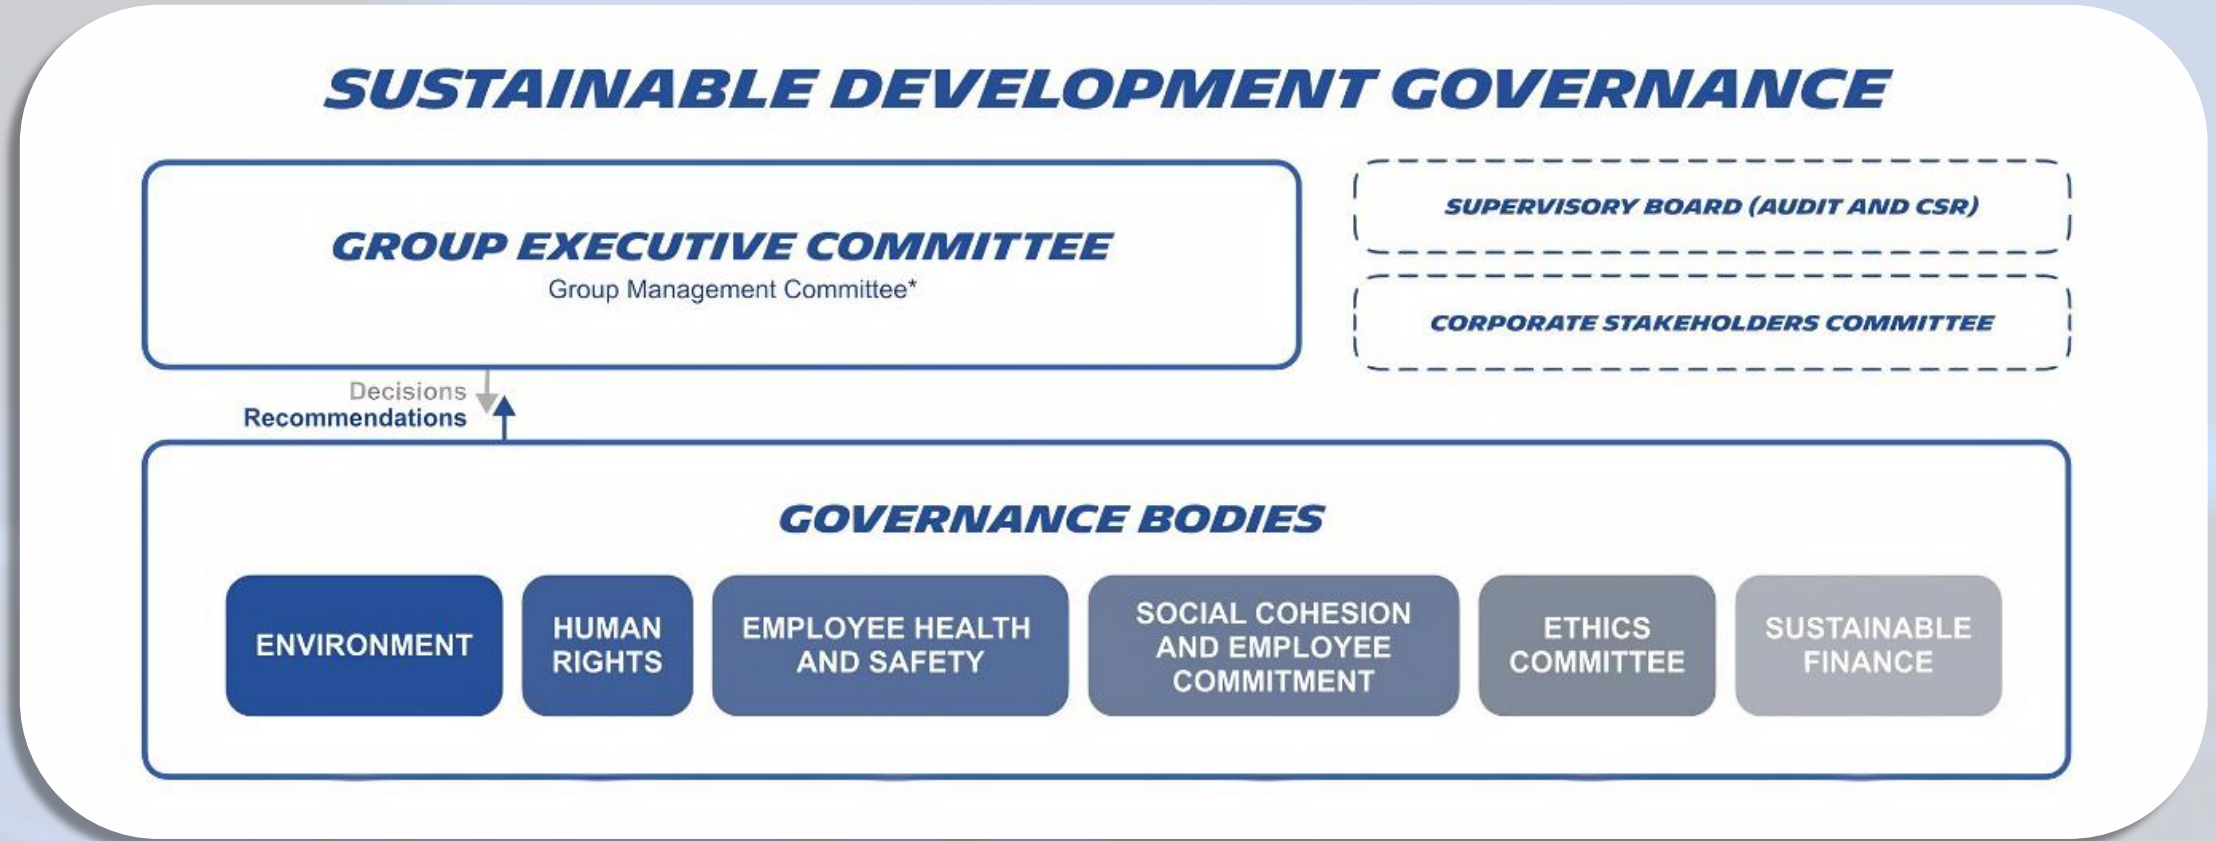 SUSTAINABLE DEVELOPMENT GOVERNANCE
GROUP EXECUTIVE COMMITTEE
Group Management Committee*
SUPERVISORY BOARD (AUDIT AND CSR)
CORPORATE STAKEHOLDERS COMMITTEE
Decisions
Recommendations
GOVERNANCE BODIES
ENVIRONMENT
HUMAN
RIGHTS
EMPLOYEE HEALTH
AND SAFETY
SOCIAL COHESION
AND EMPLOYEE
COMMITMENT
ETHICS
COMMITTEE
SUSTAINABLE
FINANCE